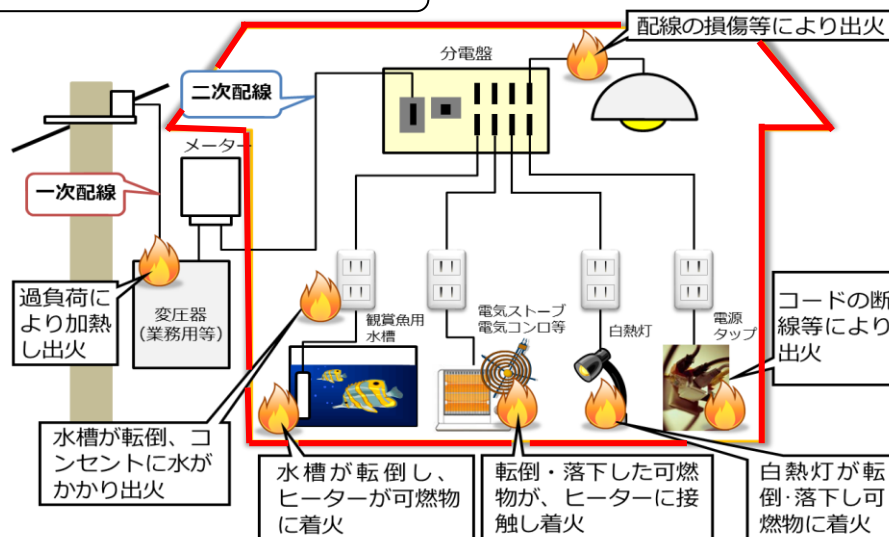 配線の損傷等により出火
分電盤
二次配線
メーター
一次配線
過負荷に
より加熱
し出火
変圧器
(業務用等)
観賞魚用
水槽
電気ストーブ
電気コンロ等
白熱灯
電源
タップ
コードの断
線等により
出火
水槽が転倒、コ
ンセントに水が
かかり出火
水槽が転倒し、
ヒーターが可燃物
に着火
転倒・落下した可燃
物が、ヒーターに接
触し着火
白熱灯が転
倒・落下し可
燃物に着火